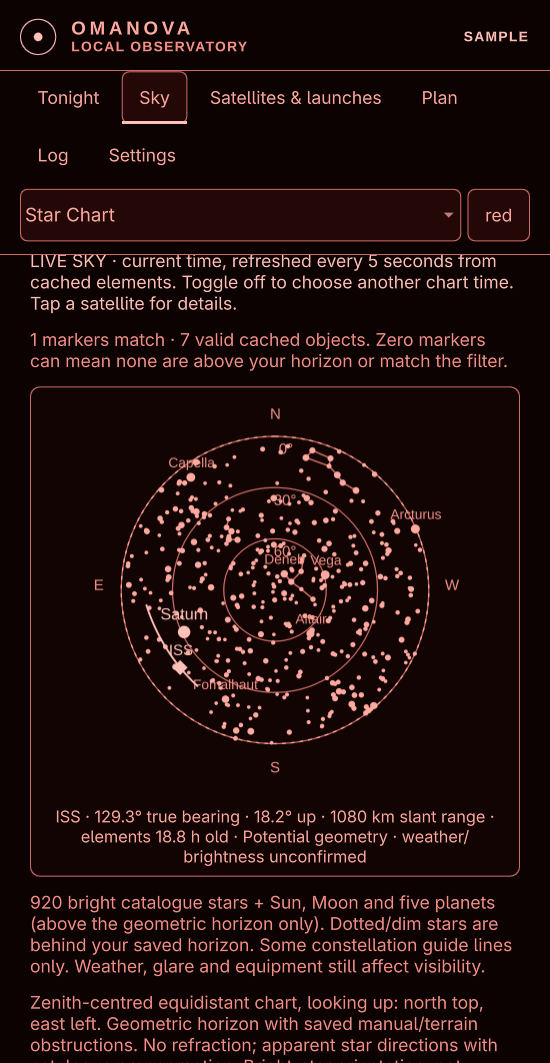 OMANOVA
LOCAL OBSERVATORY
SAMPLE
Tonight
Sky
Satellites & launches
Plan
Log
Settings
Star Chart
red
LIVE SKY · current time, refreshed every 5 seconds from
cached elements. Toggle off to choose another chart time.
Tap a satellite for details.
1 markers match · 7 valid cached objects. Zero markers
can mean none are above your horizon or match the filter.
N
0°
Capella
30°
Arcturus
60°
Deneb
Vega
E
W
Saturn
Altair
ISS
Fomalhaut
S
ISS · 129.3° true bearing · 18.2° up · 1080 km slant range ·
elements 18.8 h old · Potential geometry · weather/
brightness unconfirmed
920 bright catalogue stars + Sun, Moon and five planets
(above the geometric horizon only). Dotted/dim stars are
behind your saved horizon. Some constellation guide lines
only. Weather, glare and equipment still affect visibility.
Zenith-centred equidistant chart, looking up: north top,
east left. Geometric horizon with saved manual/terrain
obstructions. No refraction; apparent star directions with